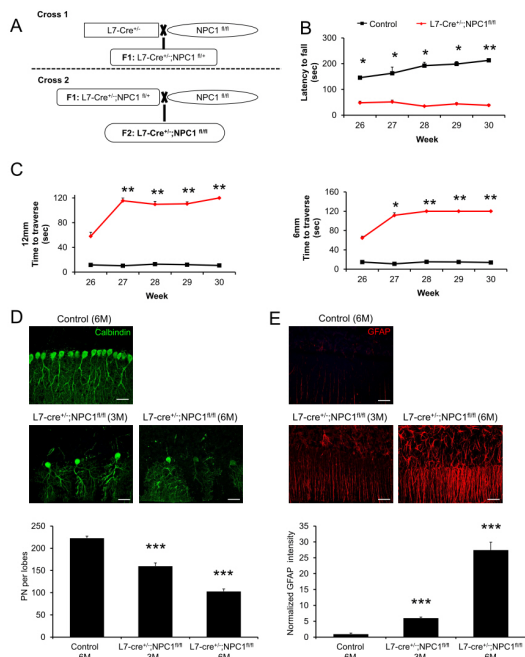 A
Cross 1
L7-Cre+/-
NPC1 fl/fl
F1: L7-Cre+/-;NPC1 fl/+
Cross 2
F1: L7-Cre+/-;NPC1 fl/+
NPC1 fl/fl
F2: L7-Cre+/-;NPC1 fl/fl
B
Control
L7-Cre+/-;NPC1fl/fl
Latency to fall
(sec)
300
200
100
0
* * * * **
26 27 28 29 30
Week
C
12mm
Time to traverse
(sec)
120
80
40
0
** ** ** **
26 27 28 29 30
Week
6mm
Time to traverse
(sec)
160
120
80
40
0
* ** ** **
26 27 28 29 30
Week
D
Control (6M)
Calbindin
L7-cre+/-;NPC1fl/fl (3M)
L7-cre+/-;NPC1fl/fl (6M)
PN per lobes
250
200
150
100
50
0
***
***
Control
6M
L7-cre+/-;NPC1fl/fl
3M
L7-cre+/-;NPC1fl/fl
6M
E
Control (6M)
GFAP
L7-cre+/-;NPC1fl/fl (3M)
L7-cre+/-;NPC1fl/fl (6M)
Normalized GFAP intensity
35
30
25
20
15
10
5
0
***
***
Control
6M
L7-cre+/-;NPC1fl/fl
3M
L7-cre+/-;NPC1fl/fl
6M